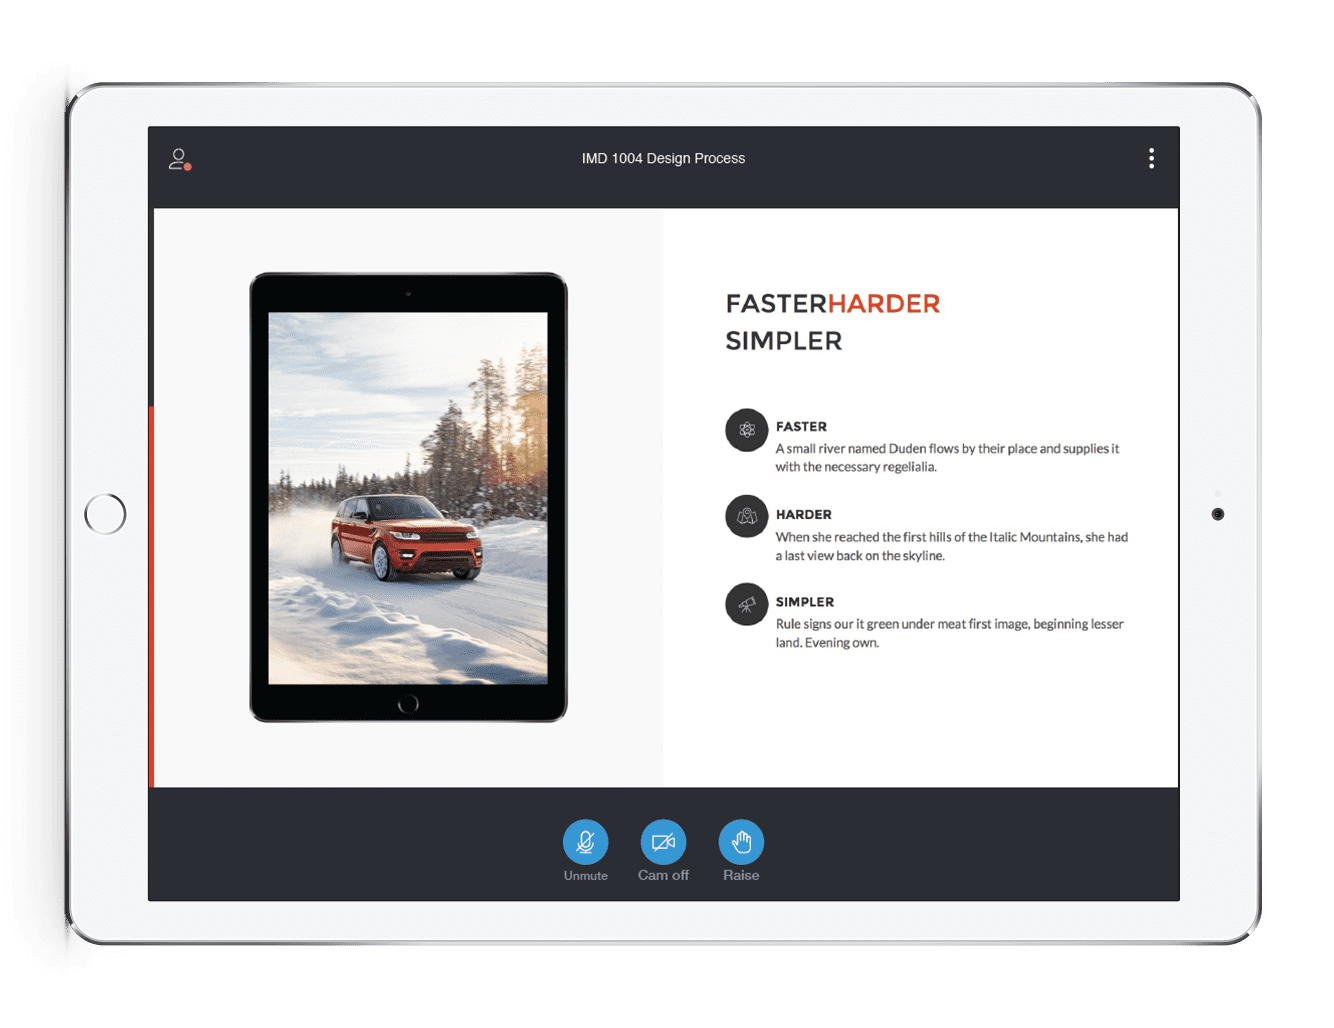 IMD 1004 Design Process
FASTERHARDER
SIMPLER
FASTER
A small river named Duden flows by their place and supplies it
with the necessary regelialia.
HARDER
When she reached the first hills of the Italic Mountains, she had
a last view back on the skyline.
SIMPLER
Rule signs our it green under meat first image, beginning lesser
land. Evening own.
Unmute
Cam off
Raise